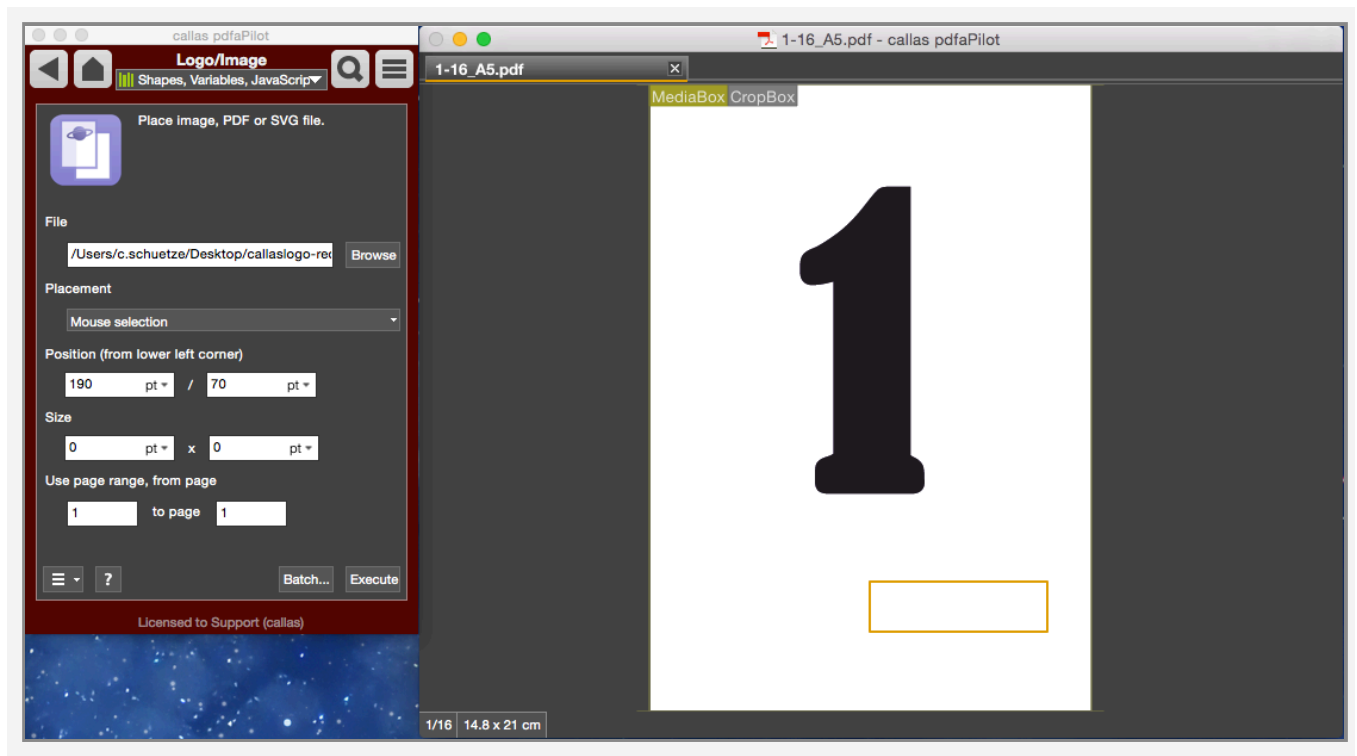 callas pdfaPilot
Logo/Image
Shapes, Variables, JavaScrip
Place image, PDF or SVG file.
File
/Users/c.schuetze/Desktop/callaslogo-rec
Browse
Placement
Mouse selection
Position (from lower left corner)
190 pt / 70 pt
Size
0 pt x 0 pt
Use page range, from page
1 to page 1
?
Batch... Execute
Licensed to Support (callas)
1-16_A5.pdf - callas pdfaPilot
1-16_A5.pdf
MediaBox CropBox
1
1/16 14.8 x 21 cm